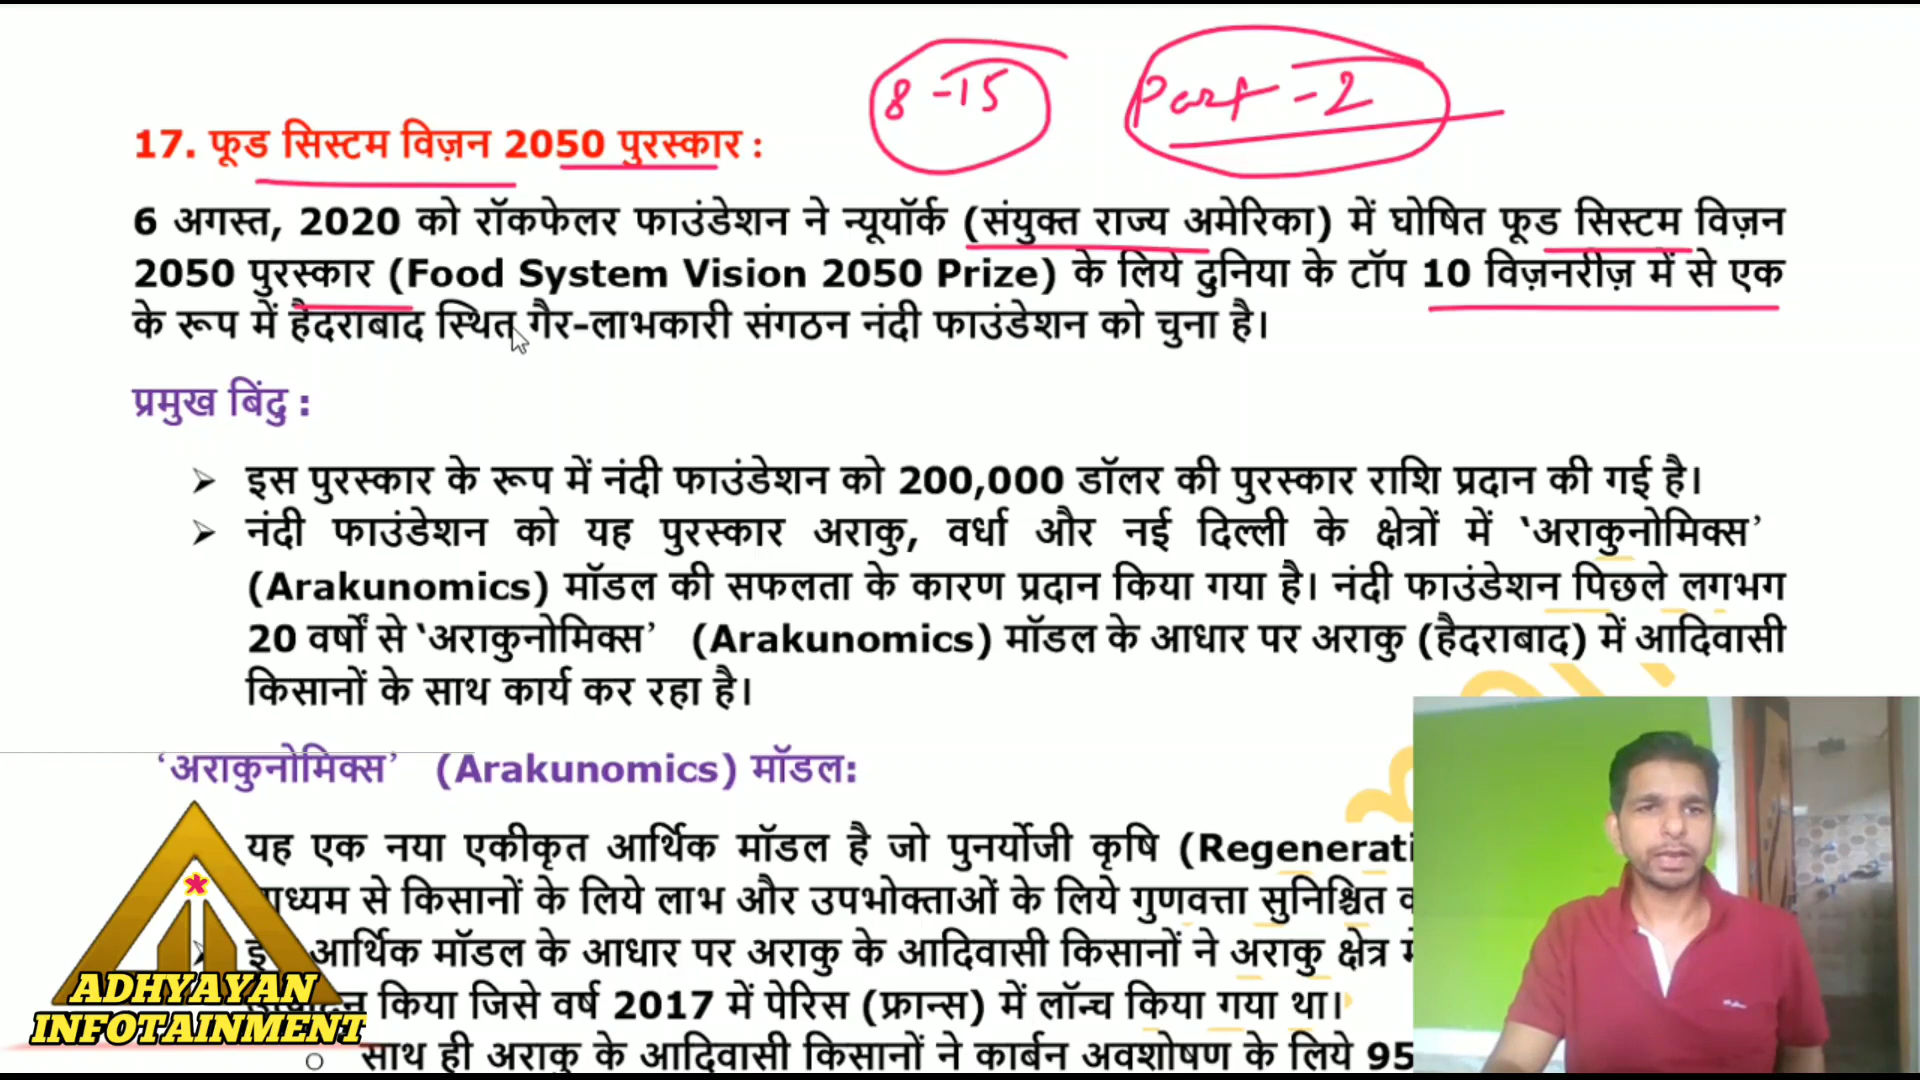 8-15 Part-2
17. फूड सिस्टम विज़न 2050 पुरस्कार :
6 अगस्त, 2020 को रॉकफेलर फाउंडेशन ने न्यूयॉर्क (संयुक्त राज्य अमेरिका) में घोषित फूड सिस्टम विज़न
2050 पुरस्कार (Food System Vision 2050 Prize) के लिये दुनिया के टॉप 10 विज़नरीज़ में से एक
के रूप में हैदराबाद स्थित गैर-लाभकारी संगठन नंदी फाउंडेशन को चुना है।
प्रमुख बिंदु :
इस पुरस्कार के रूप में नंदी फाउंडेशन को 200,000 डॉलर की पुरस्कार राशि प्रदान की गई है।
नंदी फाउंडेशन को यह पुरस्कार अराकु, वर्धा और नई दिल्ली के क्षेत्रों में ‘अराकुनोमिक्स’
(Arakunomics) मॉडल की सफलता के कारण प्रदान किया गया है। नंदी फाउंडेशन पिछले लगभग
20 वर्षों से ‘अराकुनोमिक्स’ (Arakunomics) मॉडल के आधार पर अराकु (हैदराबाद) में आदिवासी
किसानों के साथ कार्य कर रहा है।
‘अराकुनोमिक्स’ (Arakunomics) मॉडल:
यह एक नया एकीकृत आर्थिक मॉडल है जो पुनर्योजी कृषि (Regenerati
से किसानों के लिये लाभ और उपभोक्ताओं के लिये गुणवत्ता सुनिश्चित
आर्थिक मॉडल के आधार पर अराकु के आदिवासी किसानों ने अराकु क्षेत्र
किया जिसे वर्ष 2017 में पेरिस (फ्रान्स) में लॉन्च किया गया था।
साथ ही अराकु के आदिवासी किसानों ने कार्बन अवशोषण के लिये 95
ADHYAYAN
INFOTAINMENT